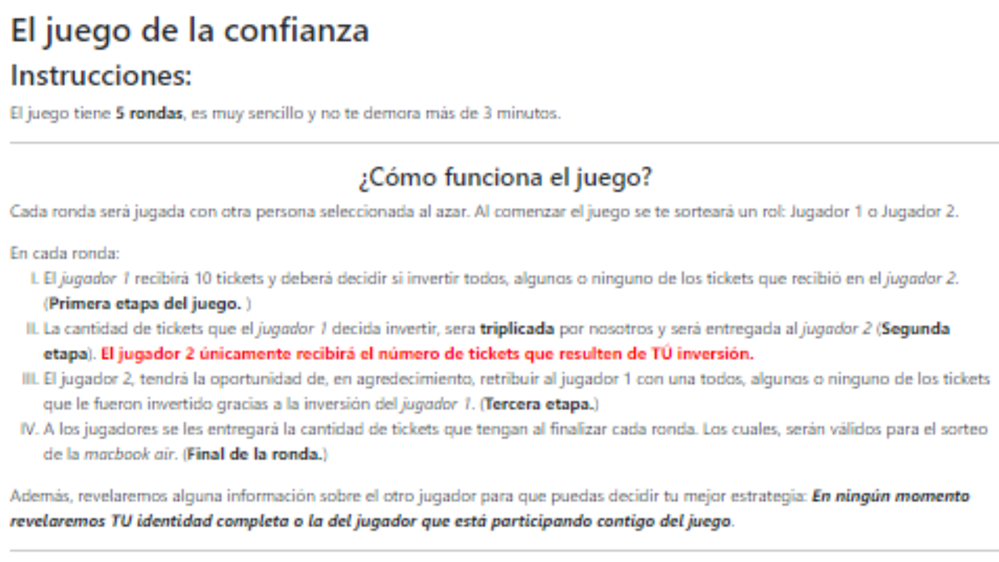 El juego de la confianza
Instrucciones:
El juego tiene 5 rondas, es muy sencillo y no te demora más de 3 minutos.
¿Cómo funciona el juego?
Cada ronda será jugada con otra persona seleccionada al azar. Al comenzar el juego se te sorteará un rol: Jugador 1 o Jugador 2.
En cada ronda:
I. El jugador 1 recibirá 10 tickets y deberá decidir si invertir todos, algunos o ninguno de los tickets que recibió en el jugador 2.
(Primera etapa del juego. )
II. La cantidad de tickets que el jugador 1 decida invertir, sera triplicada por nosotros y será entregada al jugador 2 (Segunda
etapa). El jugador 2 únicamente recibirá el número de tickets que resulten de TÚ inversión.
III. El jugador 2, tendrá la oportunidad de, en agredecimiento, retribuir al jugador 1 con una todos, algunos o ninguno de los tickets
que le fueron invertido gracias a la inversión del jugador 1. (Tercera etapa.)
IV. A los jugadores se les entregará la cantidad de tickets que tengan al finalizar cada ronda. Los cuales, serán válidos para el sorteo
de la macbook air. (Final de la ronda.)
Además, revelaremos alguna información sobre el otro jugador para que puedas decidir tu mejor estrategia: En ningún momento
revelaremos TU identidad completa o la del jugador que está participando contigo del juego.